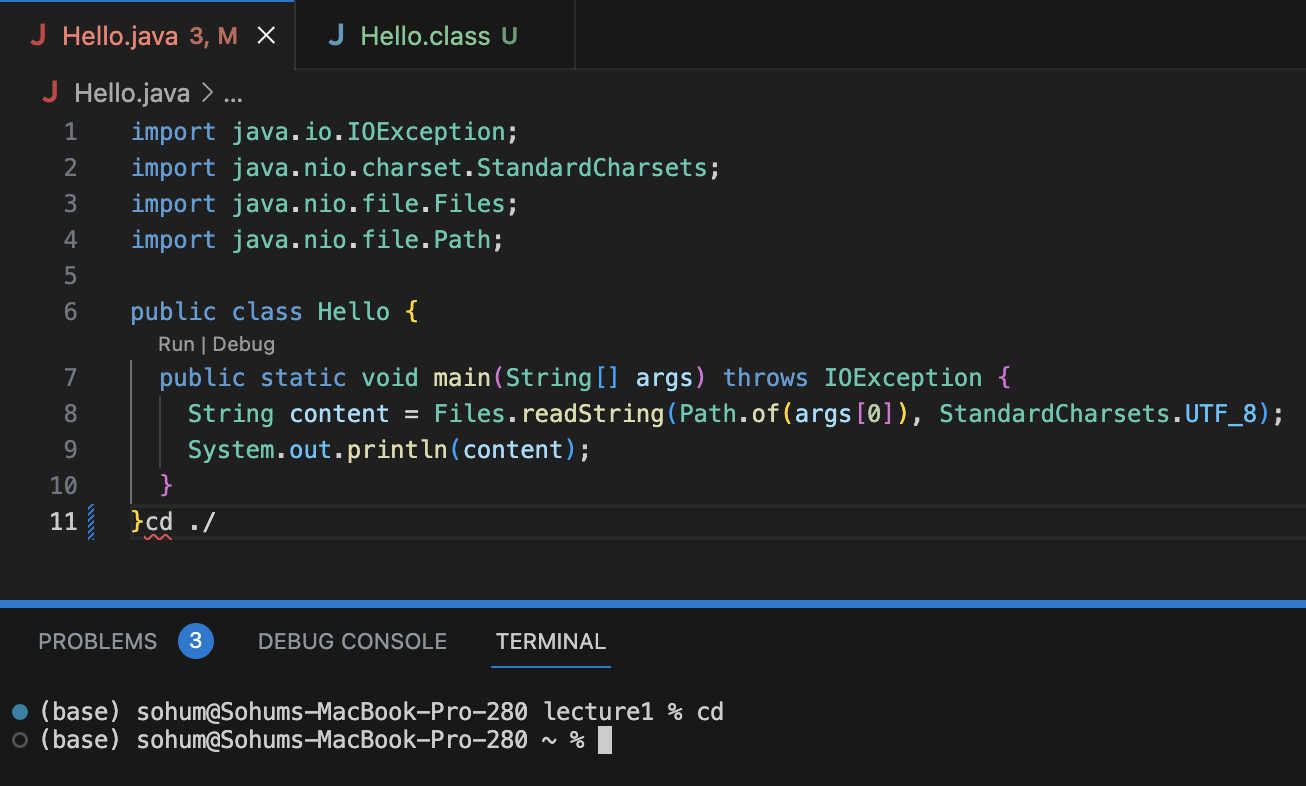 J Hello.java 3, M × J Hello.class U
J Hello.java > ...
1 import java.io.IOException;
2 import java.nio.charset.StandardCharsets;
3 import java.nio.file.Files;
4 import java.nio.file.Path;
5
6 public class Hello {
Run | Debug
7   public static void main(String[] args) throws IOException {
8     String content = Files.readString(Path.of(args[0]), StandardCharsets.UTF_8);
9     System.out.println(content);
10   }
11 }cd ./
PROBLEMS 3 DEBUG CONSOLE TERMINAL
(base) sohum@Sohums-MacBook-Pro-280 lecture1 % cd
(base) sohum@Sohums-MacBook-Pro-280 ~ %